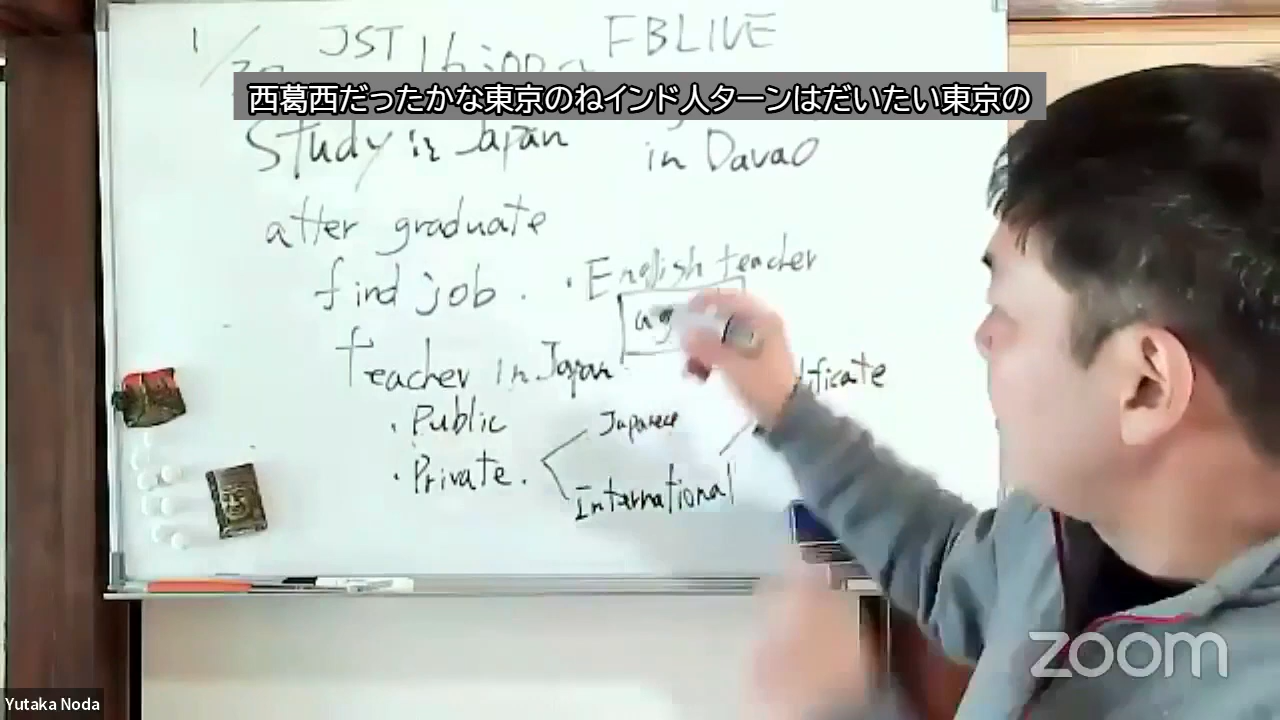 1/ JST FBLIVE
西葛西だったかな東京のねインド人ターンはだいたい東京の
Study in Japan in Davao
after graduate
find job . · English teacher
teacher in Japan
· Public Japanese
· Private. International
zoom
Yutaka Noda